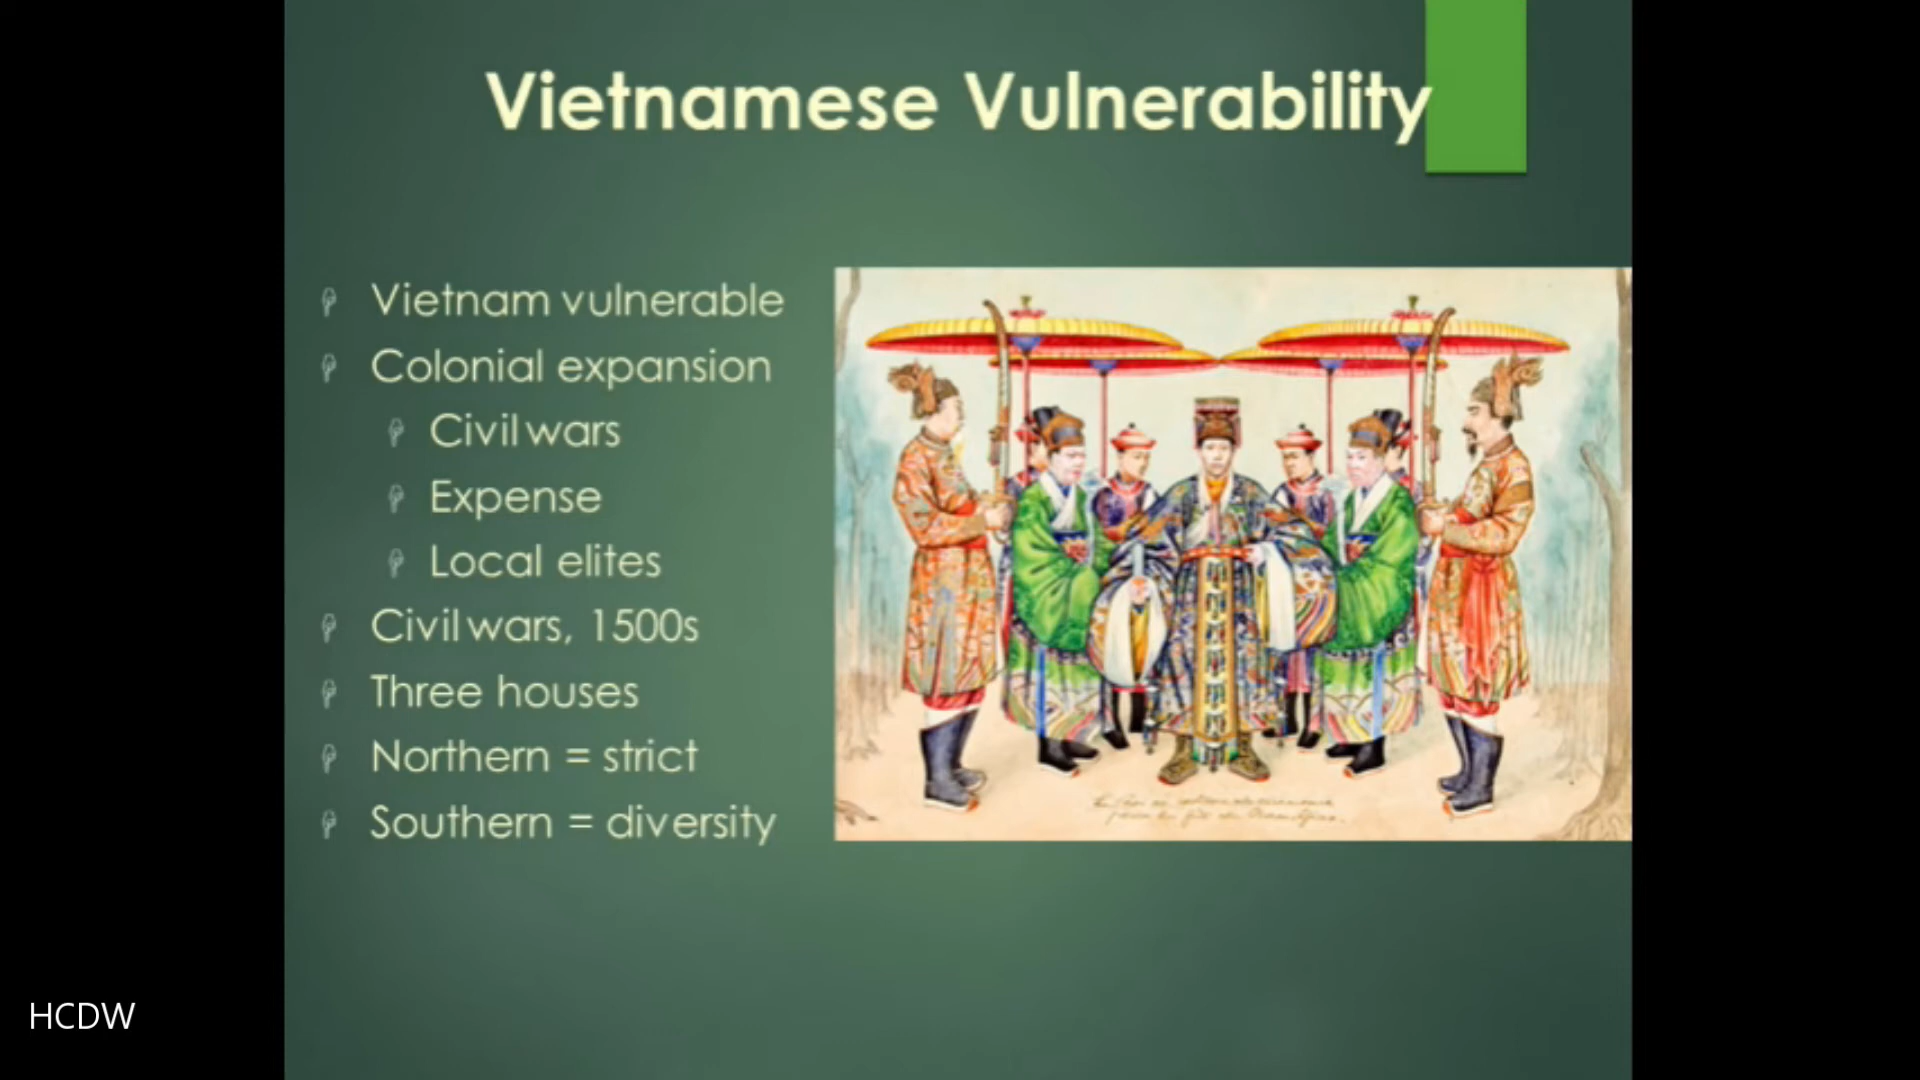 Vietnamese Vulnerability
Vietnam vulnerable
Colonial expansion
Civil wars
Expense
Local elites
Civil wars, 1500s
Three houses
Northern = strict
Southern = diversity
HCDW